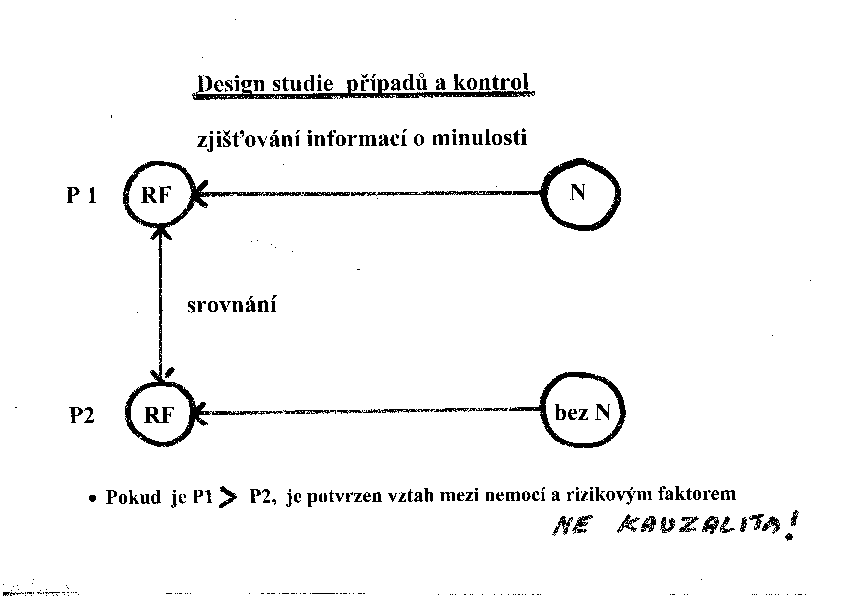 Design studie případů a kontrol
zjišťování informací o minulosti
P 1 RF N
srovnání
P2 RF bez N
• Pokud je P1 > P2, je potvrzen vztah mezi nemocí a rizikovým faktorem
NE KAUZALITA!